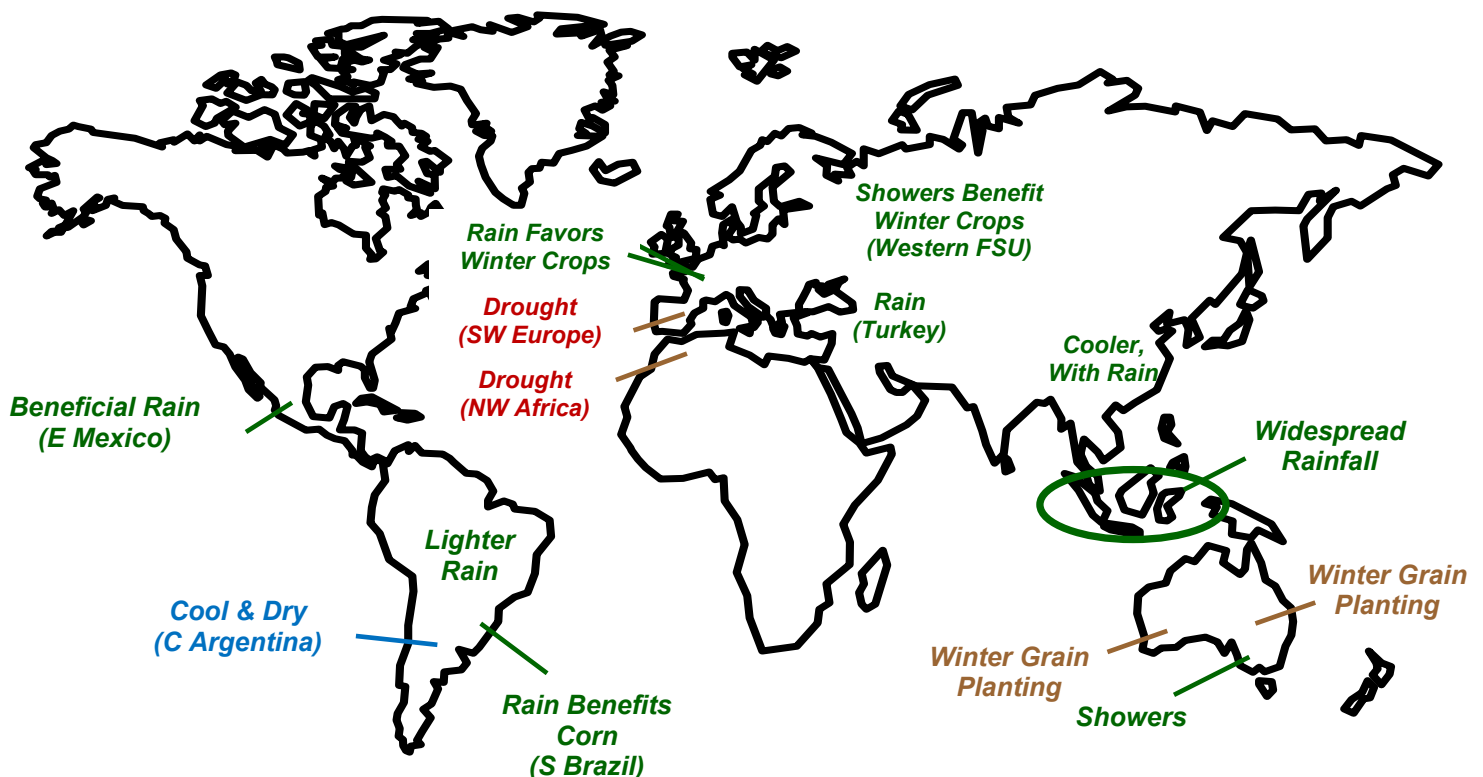 Showers Benefit
Winter Crops
(Western FSU)
Rain Favors
Winter Crops
Drought
(SW Europe)
Rain
(Turkey)
Drought
(NW Africa)
Cooler,
With Rain
Beneficial Rain
(E Mexico)
Widespread
Rainfall
Lighter
Rain
Cool & Dry
(C Argentina)
Rain Benefits
Corn
(S Brazil)
Winter Grain
Planting
Winter Grain
Planting
Showers